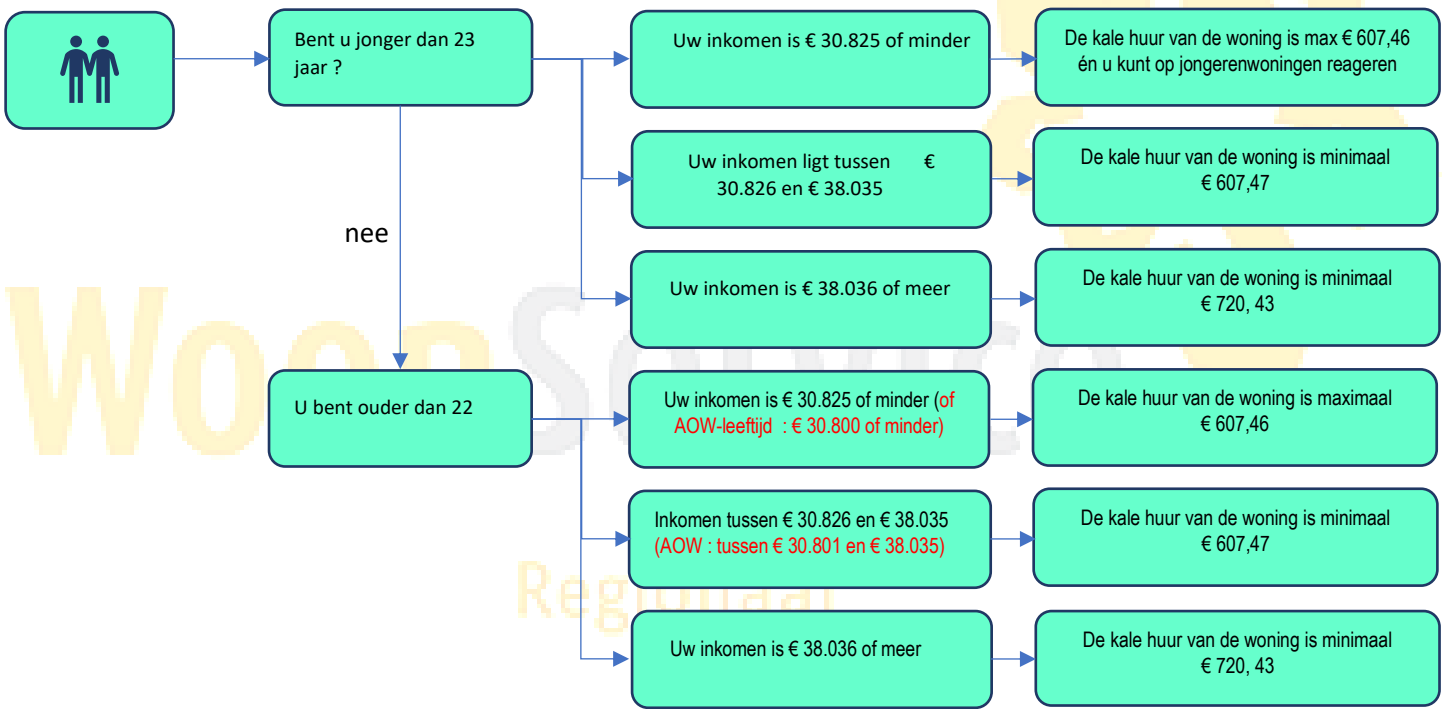 Bent u jonger dan 23
jaar ?
Uw inkomen is € 30.825 of minder
De kale huur van de woning is max € 607,46
én u kunt op jongerenwoningen reageren
Uw inkomen ligt tussen €
30.826 en € 38.035
De kale huur van de woning is minimaal
€ 607,47
nee
Uw inkomen is € 38.036 of meer
De kale huur van de woning is minimaal
€ 720, 43
WoonService
U bent ouder dan 22
Uw inkomen is € 30.825 of minder (of
AOW-leeftijd : € 30.800 of minder)
De kale huur van de woning is maximaal
€ 607,46
Inkomen tussen € 30.826 en € 38.035
(AOW : tussen € 30.801 en € 38.035)
De kale huur van de woning is minimaal
€ 607,47
Regionaal
Uw inkomen is € 38.036 of meer
De kale huur van de woning is minimaal
€ 720, 43